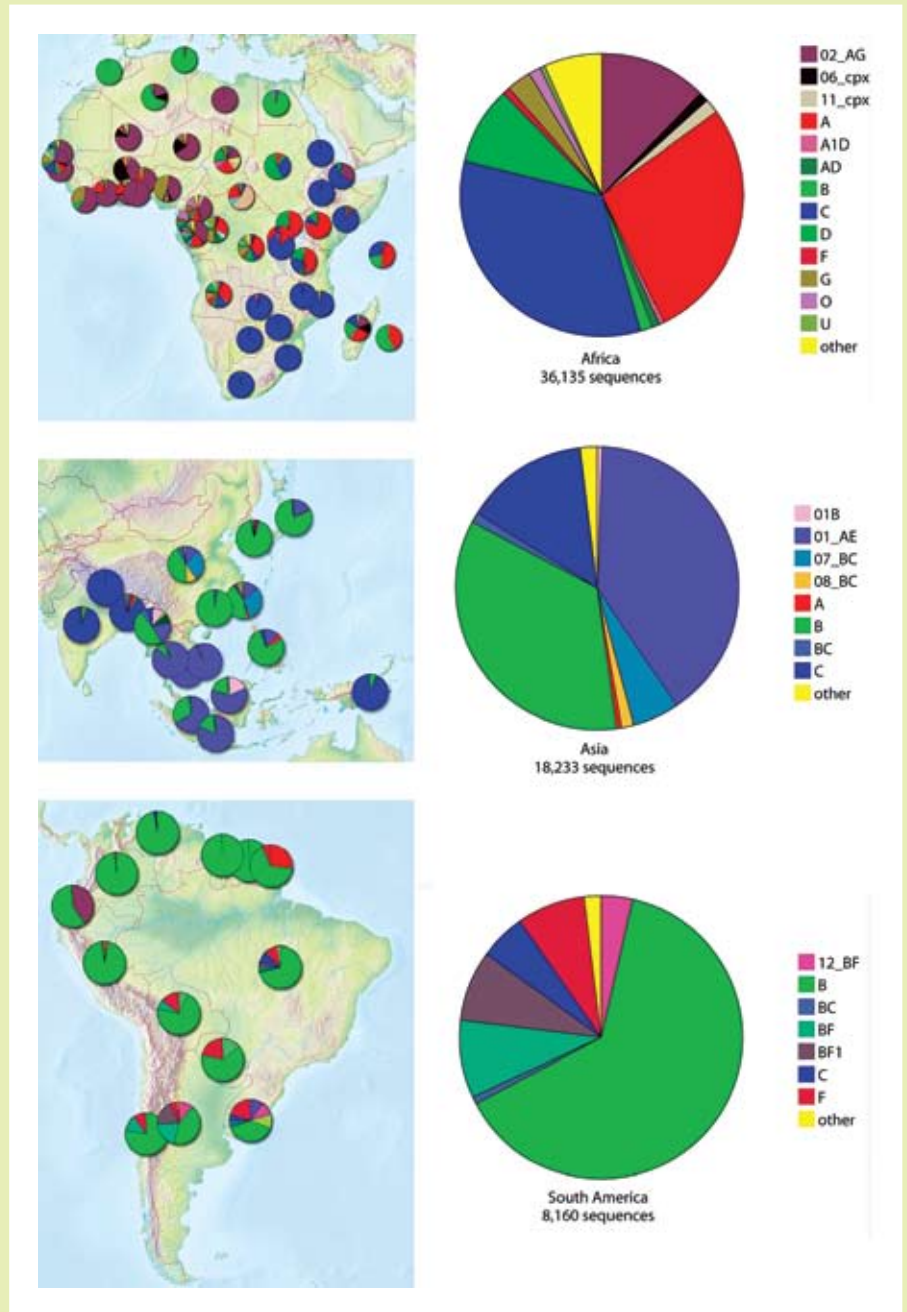 02_AG
06_cpx
11_cpx
A
A1D
AD
B
C
D
F
G
O
U
other
Africa
36,135 sequences
01B
01_AE
07_BC
08_BC
A
B
BC
C
other
Asia
18,233 sequences
12_BF
B
BC
BF
BF1
C
F
other
South America
8,160 sequences